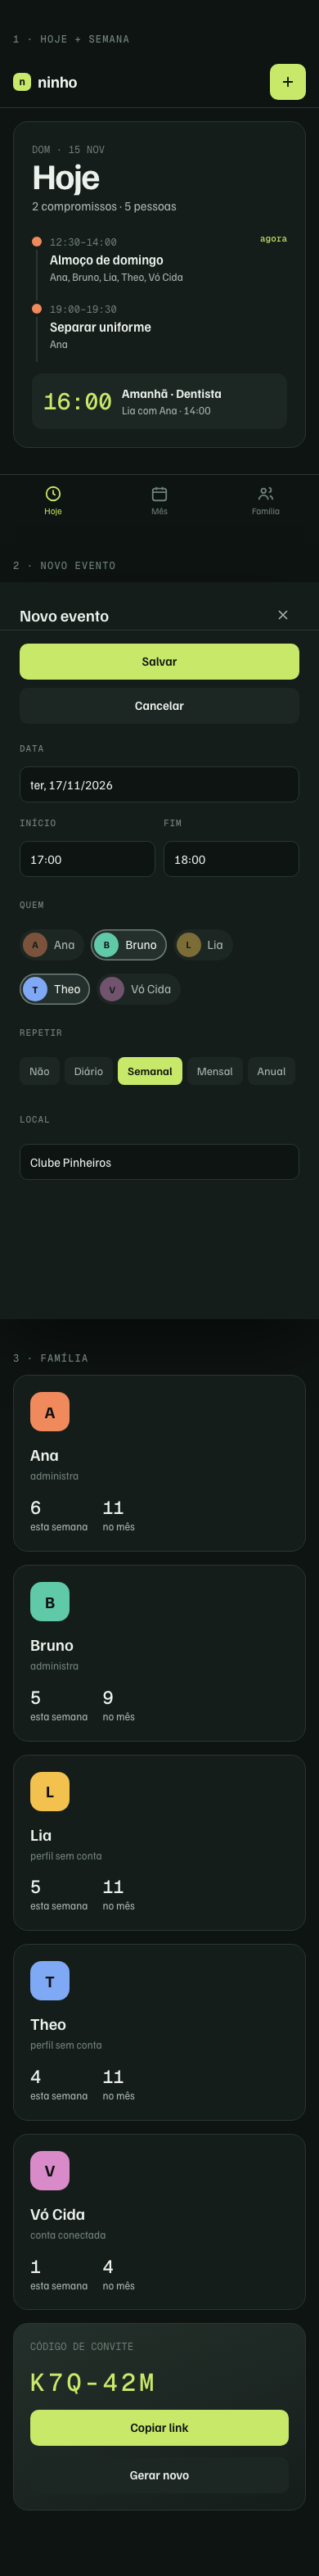 1 · HOJE + SEMANA
n ninho
+
DOM · 15 NOV
Hoje
2 compromissos · 5 pessoas
12:30–14:00
agora
Almoço de domingo
Ana, Bruno, Lia, Theo, Vó Cida
19:00–19:30
Separar uniforme
Ana
16:00
Amanhã · Dentista
Lia com Ana · 14:00
Hoje Mês Família
2 · NOVO EVENTO
Novo evento
Salvar
Cancelar
DATA
ter, 17/11/2026
INÍCIO FIM
17:00 18:00
QUEM
A Ana B Bruno L Lia
T Theo V Vó Cida
REPETIR
Não Diário Semanal Mensal Anual
LOCAL
Clube Pinheiros
3 · FAMÍLIA
A
Ana
administra
6 11
esta semana no mês
B
Bruno
administra
5 9
esta semana no mês
L
Lia
perfil sem conta
5 11
esta semana no mês
T
Theo
perfil sem conta
4 11
esta semana no mês
V
Vó Cida
conta conectada
1 4
esta semana no mês
CÓDIGO DE CONVITE
K7Q-42M
Copiar link
Gerar novo